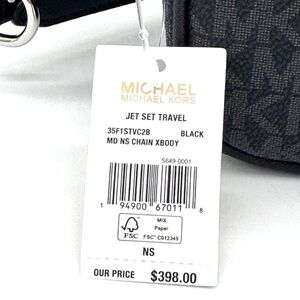 MICHAEL
MICHAEL KORS
JET SET TRAVEL
35F1STVC2B BLACK
MD NS CHAIN XBODY
S649-0001
1 94900 67011 8
FSC
MIX
Paper
FSC® C012345
NS
OUR PRICE $398.00